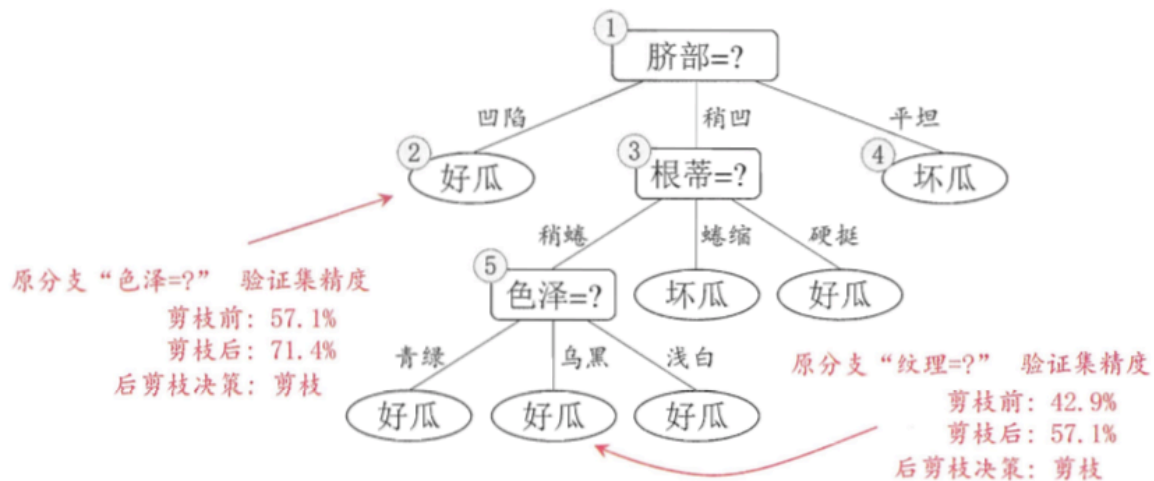 ①
脐部=?
凹陷
稍凹
平坦
②
好瓜
③
根蒂=?
④
坏瓜
稍蜷
蜷缩
硬挺
原分支“色泽=?” 验证集精度
剪枝前: 57.1%
剪枝后: 71.4%
后剪枝决策: 剪枝
⑤
色泽=?
坏瓜
好瓜
青绿
乌黑
浅白
好瓜
好瓜
好瓜
原分支“纹理=?” 验证集精度
剪枝前: 42.9%
剪枝后: 57.1%
后剪枝决策: 剪枝